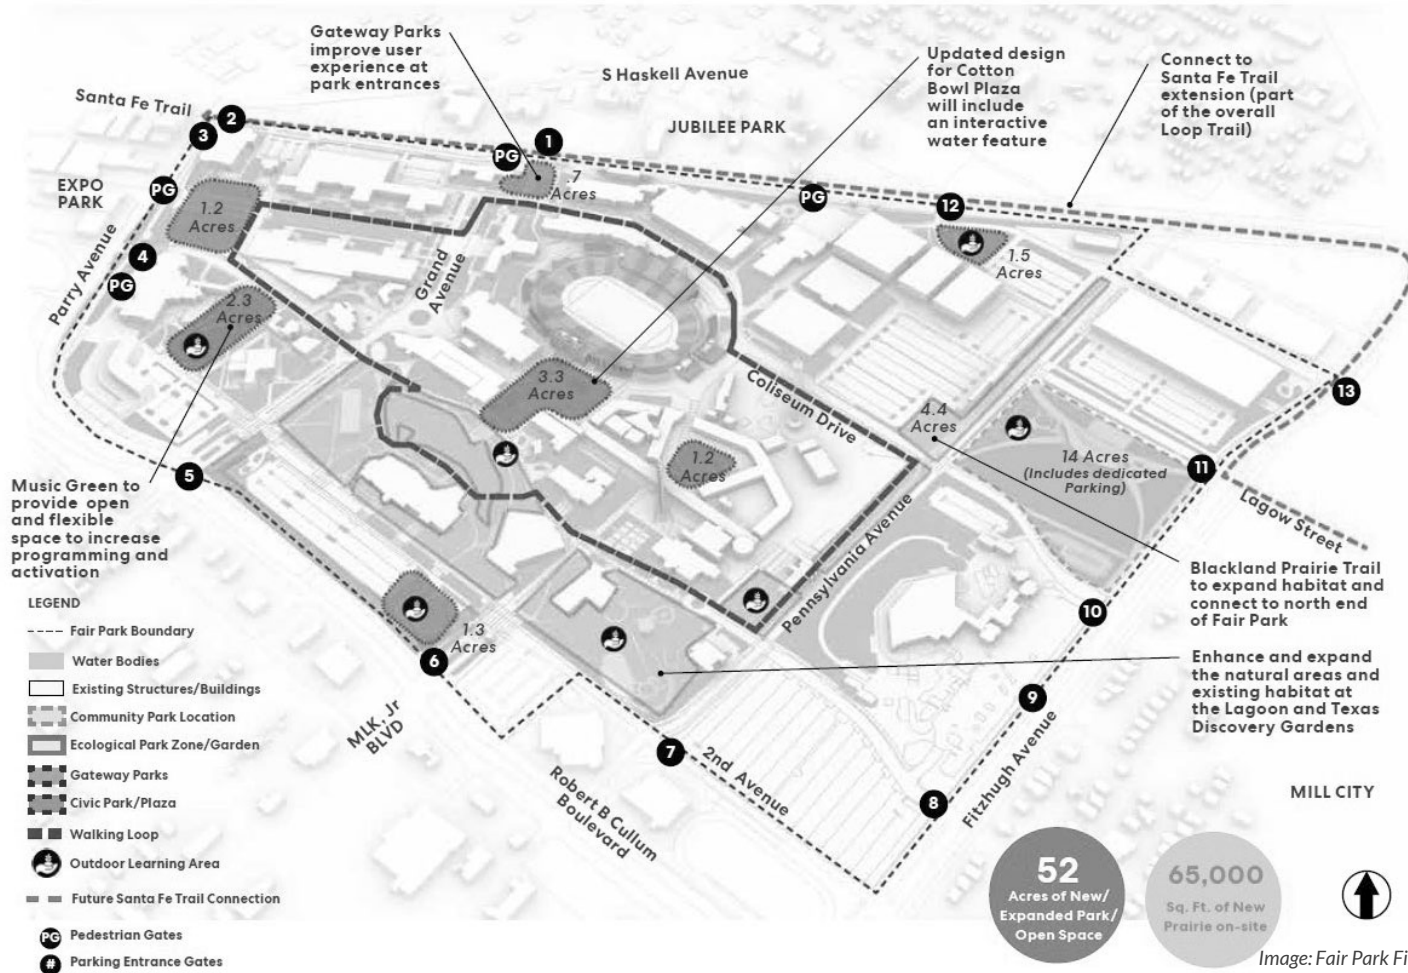 Gateway Parks
improve user
experience at
park entrances
S Haskell Avenue
JUBILEE PARK
Updated design
for Cotton
Bowl Plaza
will include
an interactive
water feature
Connect to
Santa Fe Trail
extension (part
of the overall
Loop Trail)
Santa Fe Trail
2
3
1
PG
.7
Acres
EXPO
PARK
PG
1.2
Acres
PG
12
1.5
Acres
4
PG
Parry Avenue
Grand
Avenue
2.3
Acres
3.3
Acres
Coliseum Drive
13
4.4
Acres
1.2
Acres
14 Acres
(Includes dedicated
Parking)
11
Lagow Street
5
Music Green to
provide open
and flexible
space to increase
programming and
activation
Pennsylvania Avenue
Blackland Prairie Trail
to expand habitat and
connect to north end
of Fair Park
10
1.3
Acres
6
Enhance and expand
the natural areas and
existing habitat at
the Lagoon and Texas
Discovery Gardens
9
MLK, Jr
BLVD
7
2nd Avenue
Robert B Cullum
Boulevard
8
Fitzhugh Avenue
MILL CITY
LEGEND
Fair Park Boundary
Water Bodies
Existing Structures/Buildings
Community Park Location
Ecological Park Zone/Garden
Gateway Parks
Civic Park/Plaza
Walking Loop
Outdoor Learning Area
Future Santa Fe Trail Connection
PG Pedestrian Gates
# Parking Entrance Gates
52
Acres of New/
Expanded Park/
Open Space
65,000
Sq. Ft. of New
Prairie on-site
Image: Fair Park Fi